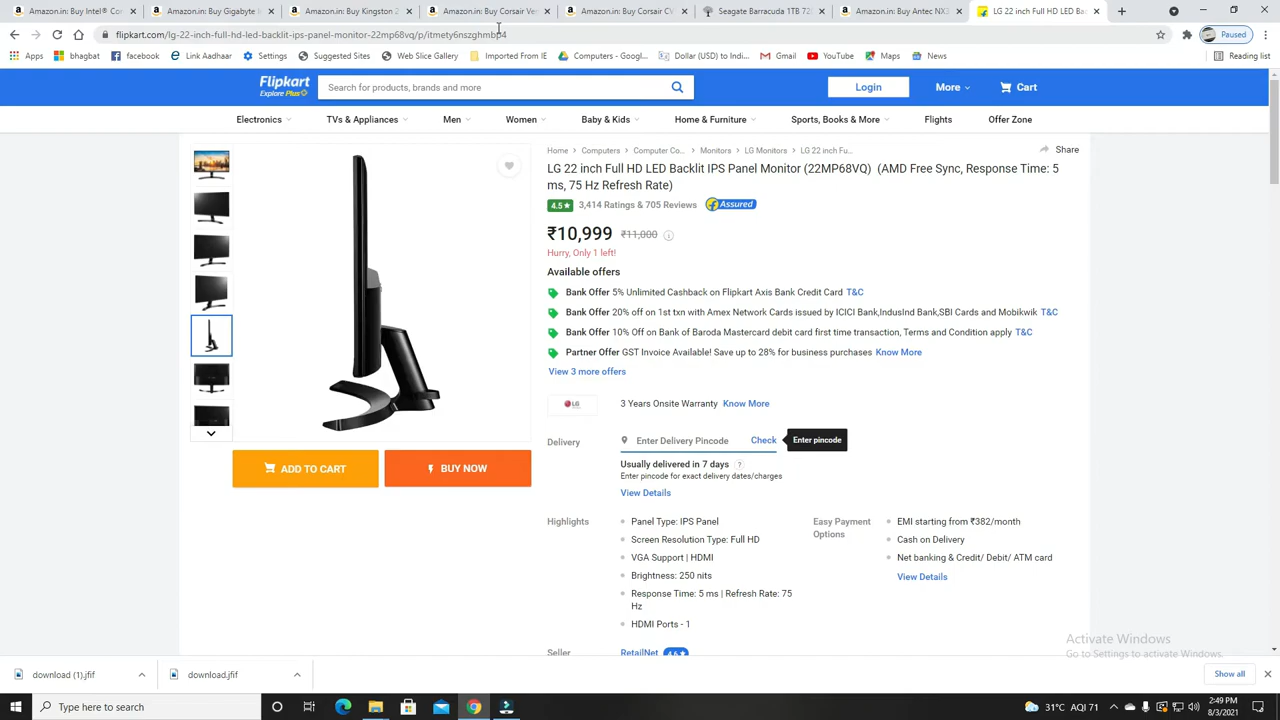 Amazon.in: Buy Intel® Co
Amazon.in: Buy Gigabyte
Amazon.in: Buy Kingston 2
Amazon.in: Buy Corsair Ve
Amazon.in: Buy Corsair CV
Seagate Barracuda 1TB 72
Amazon.in: Buy Antec NX3
LG 22 inch Full HD LED Bac
flipkart.com/lg-22-inch-full-hd-led-backlit-ips-panel-monitor-22mp68vq/p/itmety6nszghmbp4
Paused
Apps
bhagbat
facebook
Link Aadhaar
Settings
Suggested Sites
Web Slice Gallery
Imported From IE
Computers - Googl...
Dollar (USD) to Indi...
Gmail
YouTube
Maps
News
Reading list
Flipkart
Explore Plus
Search for products, brands and more
Login
More
Cart
Electronics
TVs & Appliances
Men
Women
Baby & Kids
Home & Furniture
Sports, Books & More
Flights
Offer Zone
Home > Computers > Computer Co... > Monitors > LG Monitors > LG 22 inch Fu...
Share
LG 22 inch Full HD LED Backlit IPS Panel Monitor (22MP68VQ) (AMD Free Sync, Response Time: 5
ms, 75 Hz Refresh Rate)
4.5★ 3,414 Ratings & 705 Reviews Assured
₹10,999 ₹11,000
Hurry, Only 1 left!
Available offers
Bank Offer 5% Unlimited Cashback on Flipkart Axis Bank Credit Card T&C
Bank Offer 20% off on 1st txn with Amex Network Cards issued by ICICI Bank,IndusInd Bank,SBI Cards and Mobikwik T&C
Bank Offer 10% Off on Bank of Baroda Mastercard debit card first time transaction, Terms and Condition apply T&C
Partner Offer GST Invoice Available! Save up to 28% for business purchases Know More
View 3 more offers
LG
3 Years Onsite Warranty Know More
Delivery
Enter Delivery Pincode
Check
Enter pincode
Usually delivered in 7 days ?
Enter pincode for exact delivery dates/charges
View Details
ADD TO CART
BUY NOW
Highlights
Panel Type: IPS Panel
Screen Resolution Type: Full HD
VGA Support | HDMI
Brightness: 250 nits
Response Time: 5 ms | Refresh Rate: 75
Hz
HDMI Ports - 1
Easy Payment
Options
EMI starting from ₹382/month
Cash on Delivery
Net banking & Credit/ Debit/ ATM card
View Details
Seller
RetailNet
4.6★
Activate Windows
Go to Settings to activate Windows.
download (1).jfif
download.jfif
Show all
Type here to search
31°C AQI 71
2:49 PM
8/3/2021